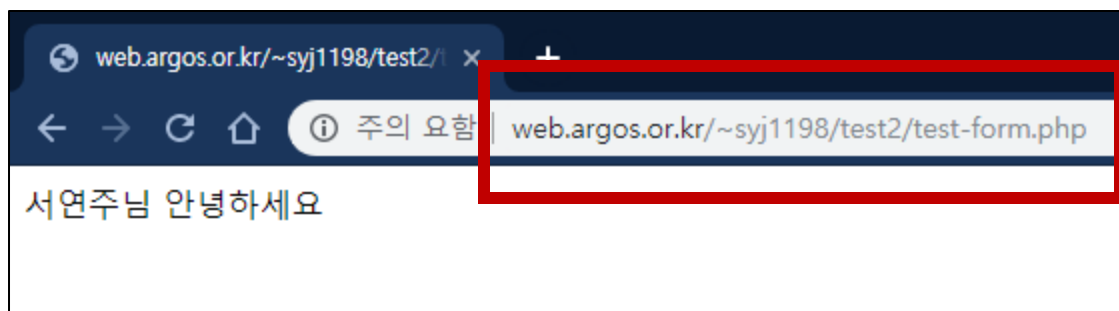 web.argos.or.kr/~syj1198/test2/
주의 요함 web.argos.or.kr/~syj1198/test2/test-form.php
서연주님 안녕하세요